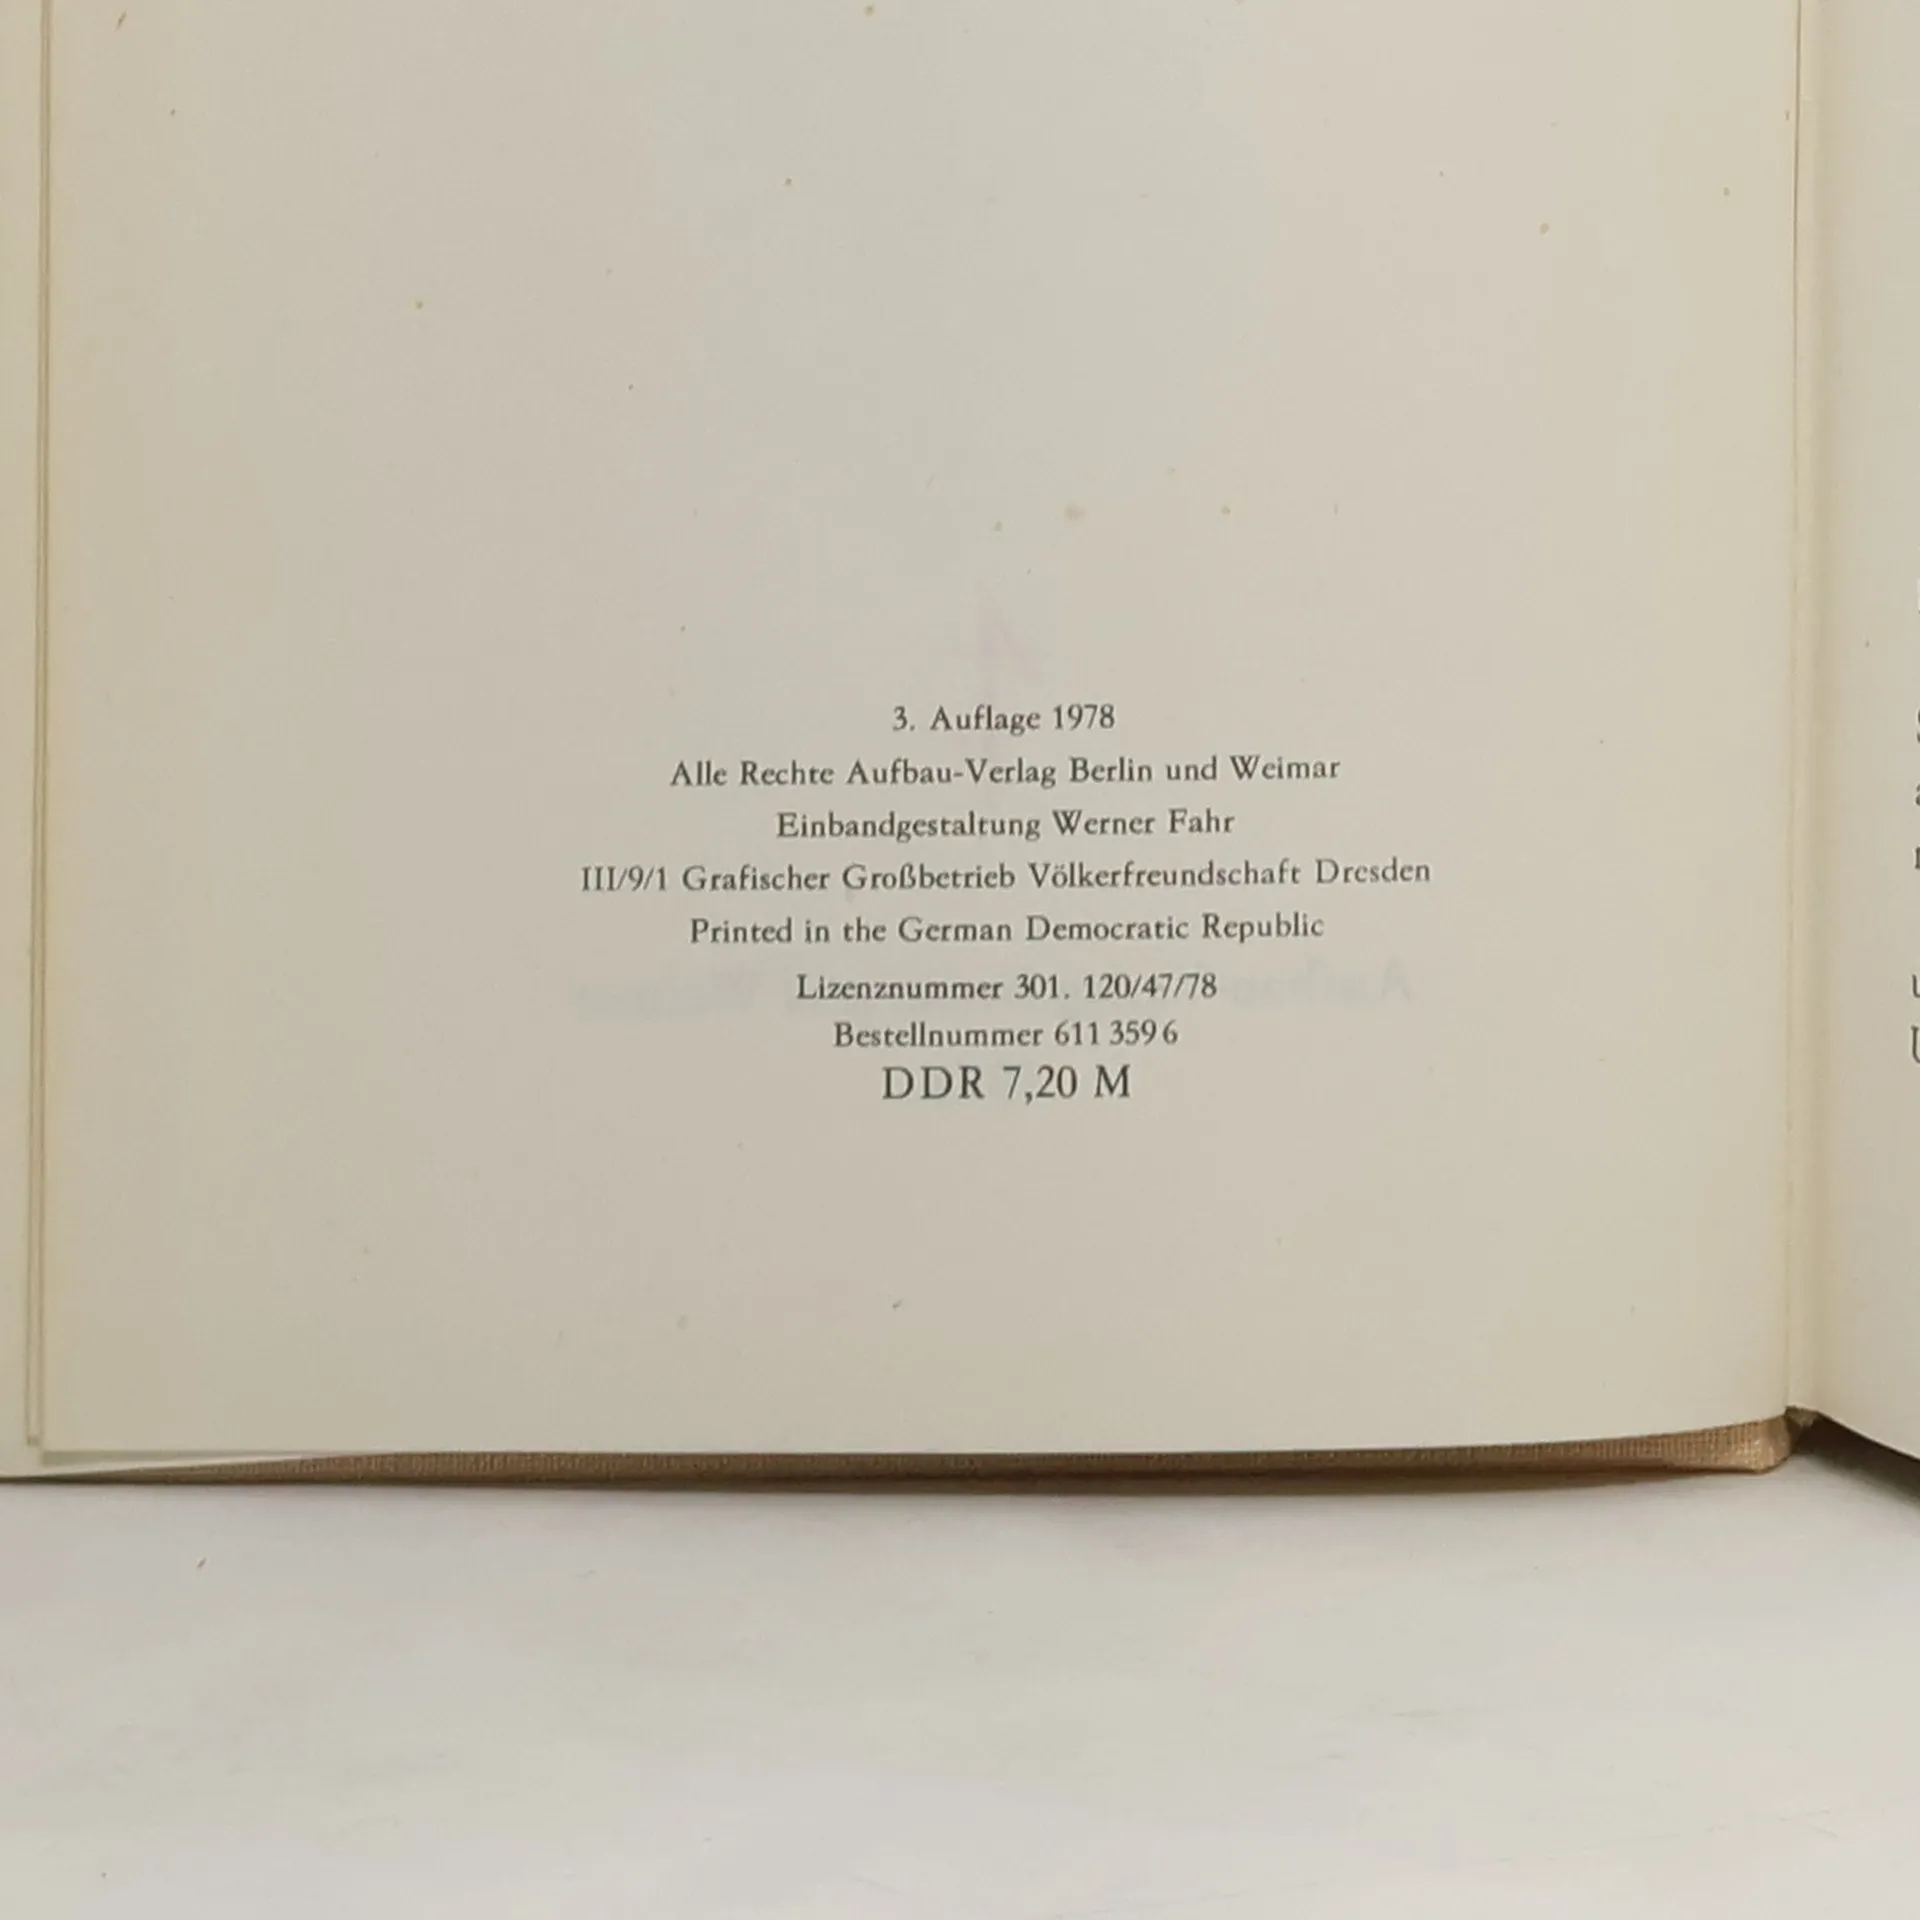 3. Auflage 1978
Alle Rechte Aufbau-Verlag Berlin und Weimar
Einbandgestaltung Werner Fahr
III/9/1 Grafischer Großbetrieb Völkerfreundschaft Dresden
Printed in the German Democratic Republic
Lizenznummer 301. 120/47/78
Bestellnummer 611 359 6
DDR 7,20 M